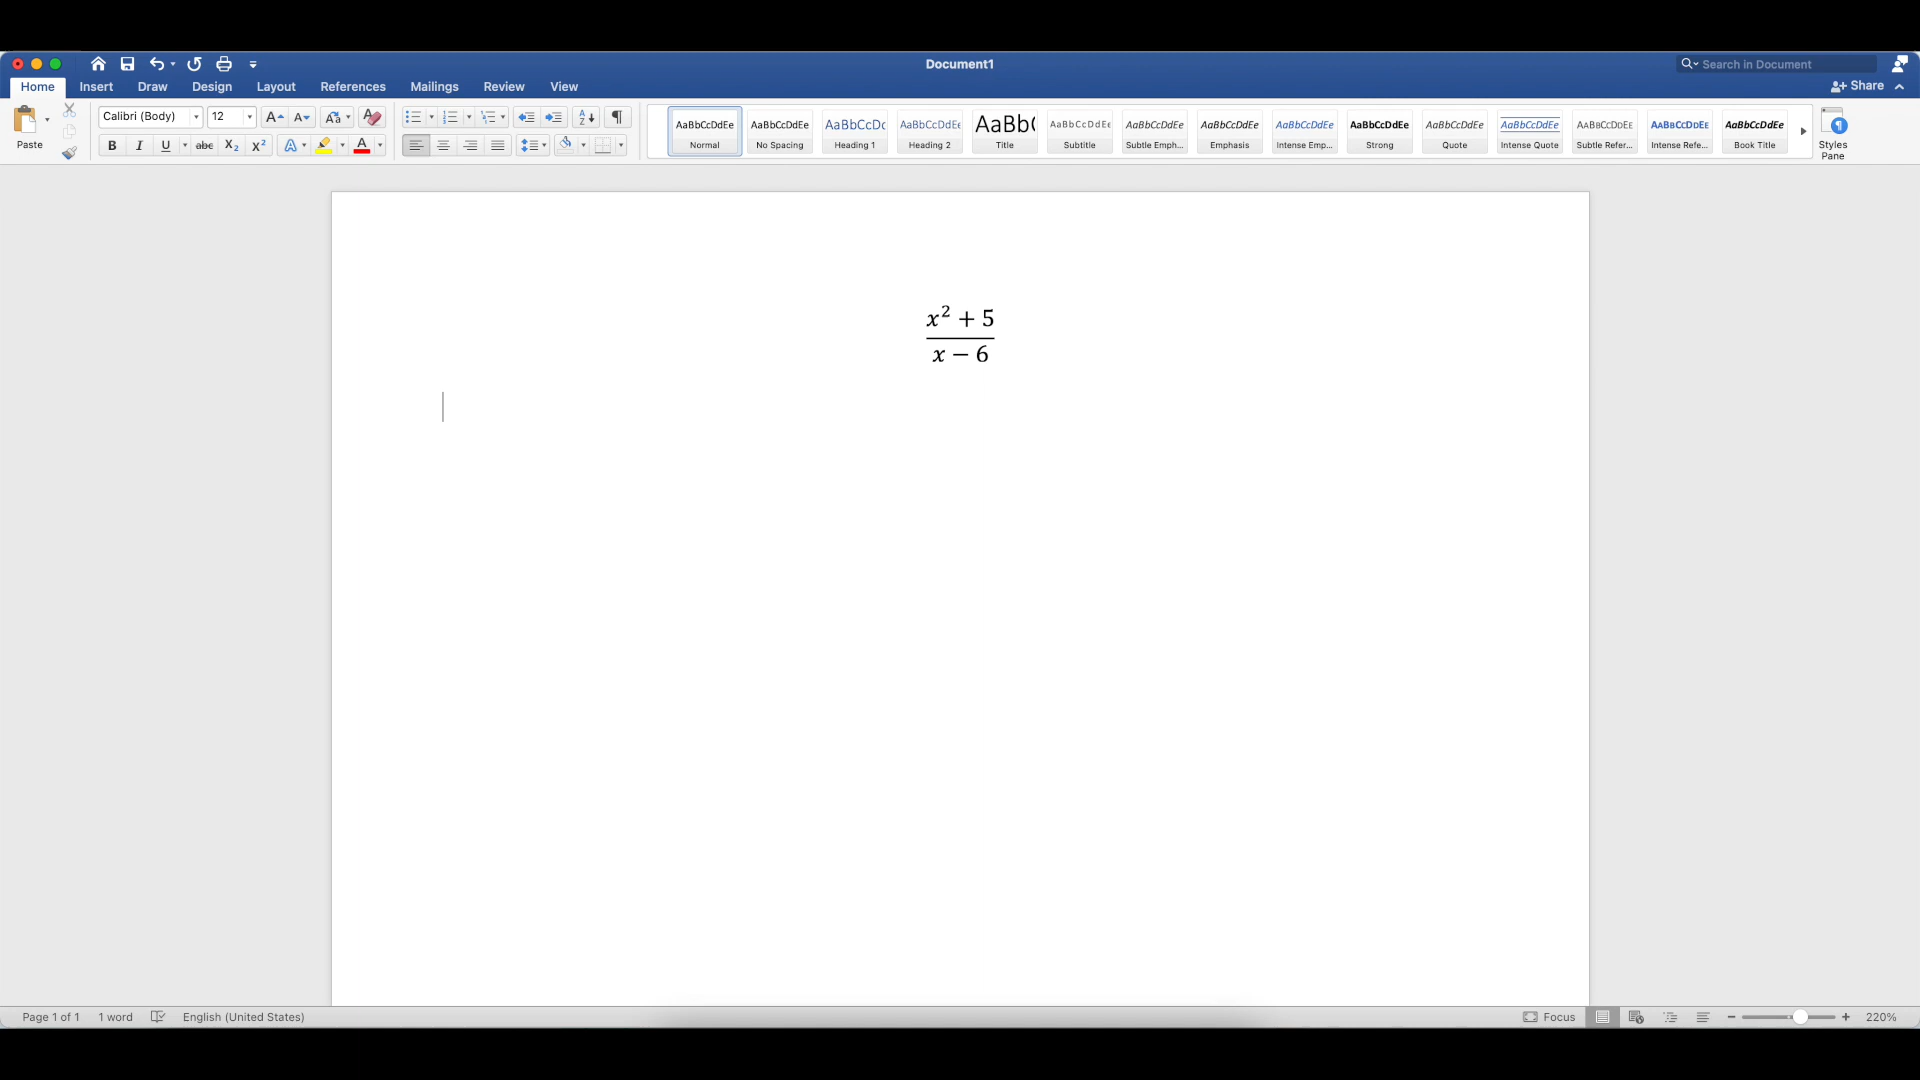 Document1
Search in Document
Home Insert Draw Design Layout References Mailings Review View
Share
Paste
Calibri (Body) 12
AaBbCcDdEe AaBbCcDdEe AaBbCcDc AaBbCcDdEe AaBb( AaBbCcDdEe AaBbCcDdEe AaBbCcDdEe AaBbCcDdEe AaBbCcDdEe AaBbCcDdEe AaBbCcDdEe AaBbCcDdEe AaBbCcDdEe AaBbCcDdEe
Normal No Spacing Heading 1 Heading 2 Title Subtitle Subtle Emph... Emphasis Intense Emp... Strong Quote Intense Quote Subtle Refer... Intense Refe... Book Title
Styles
Pane
B I U abc X₂ X²
x² + 5
x − 6
Page 1 of 1 1 word English (United States) Focus 220%